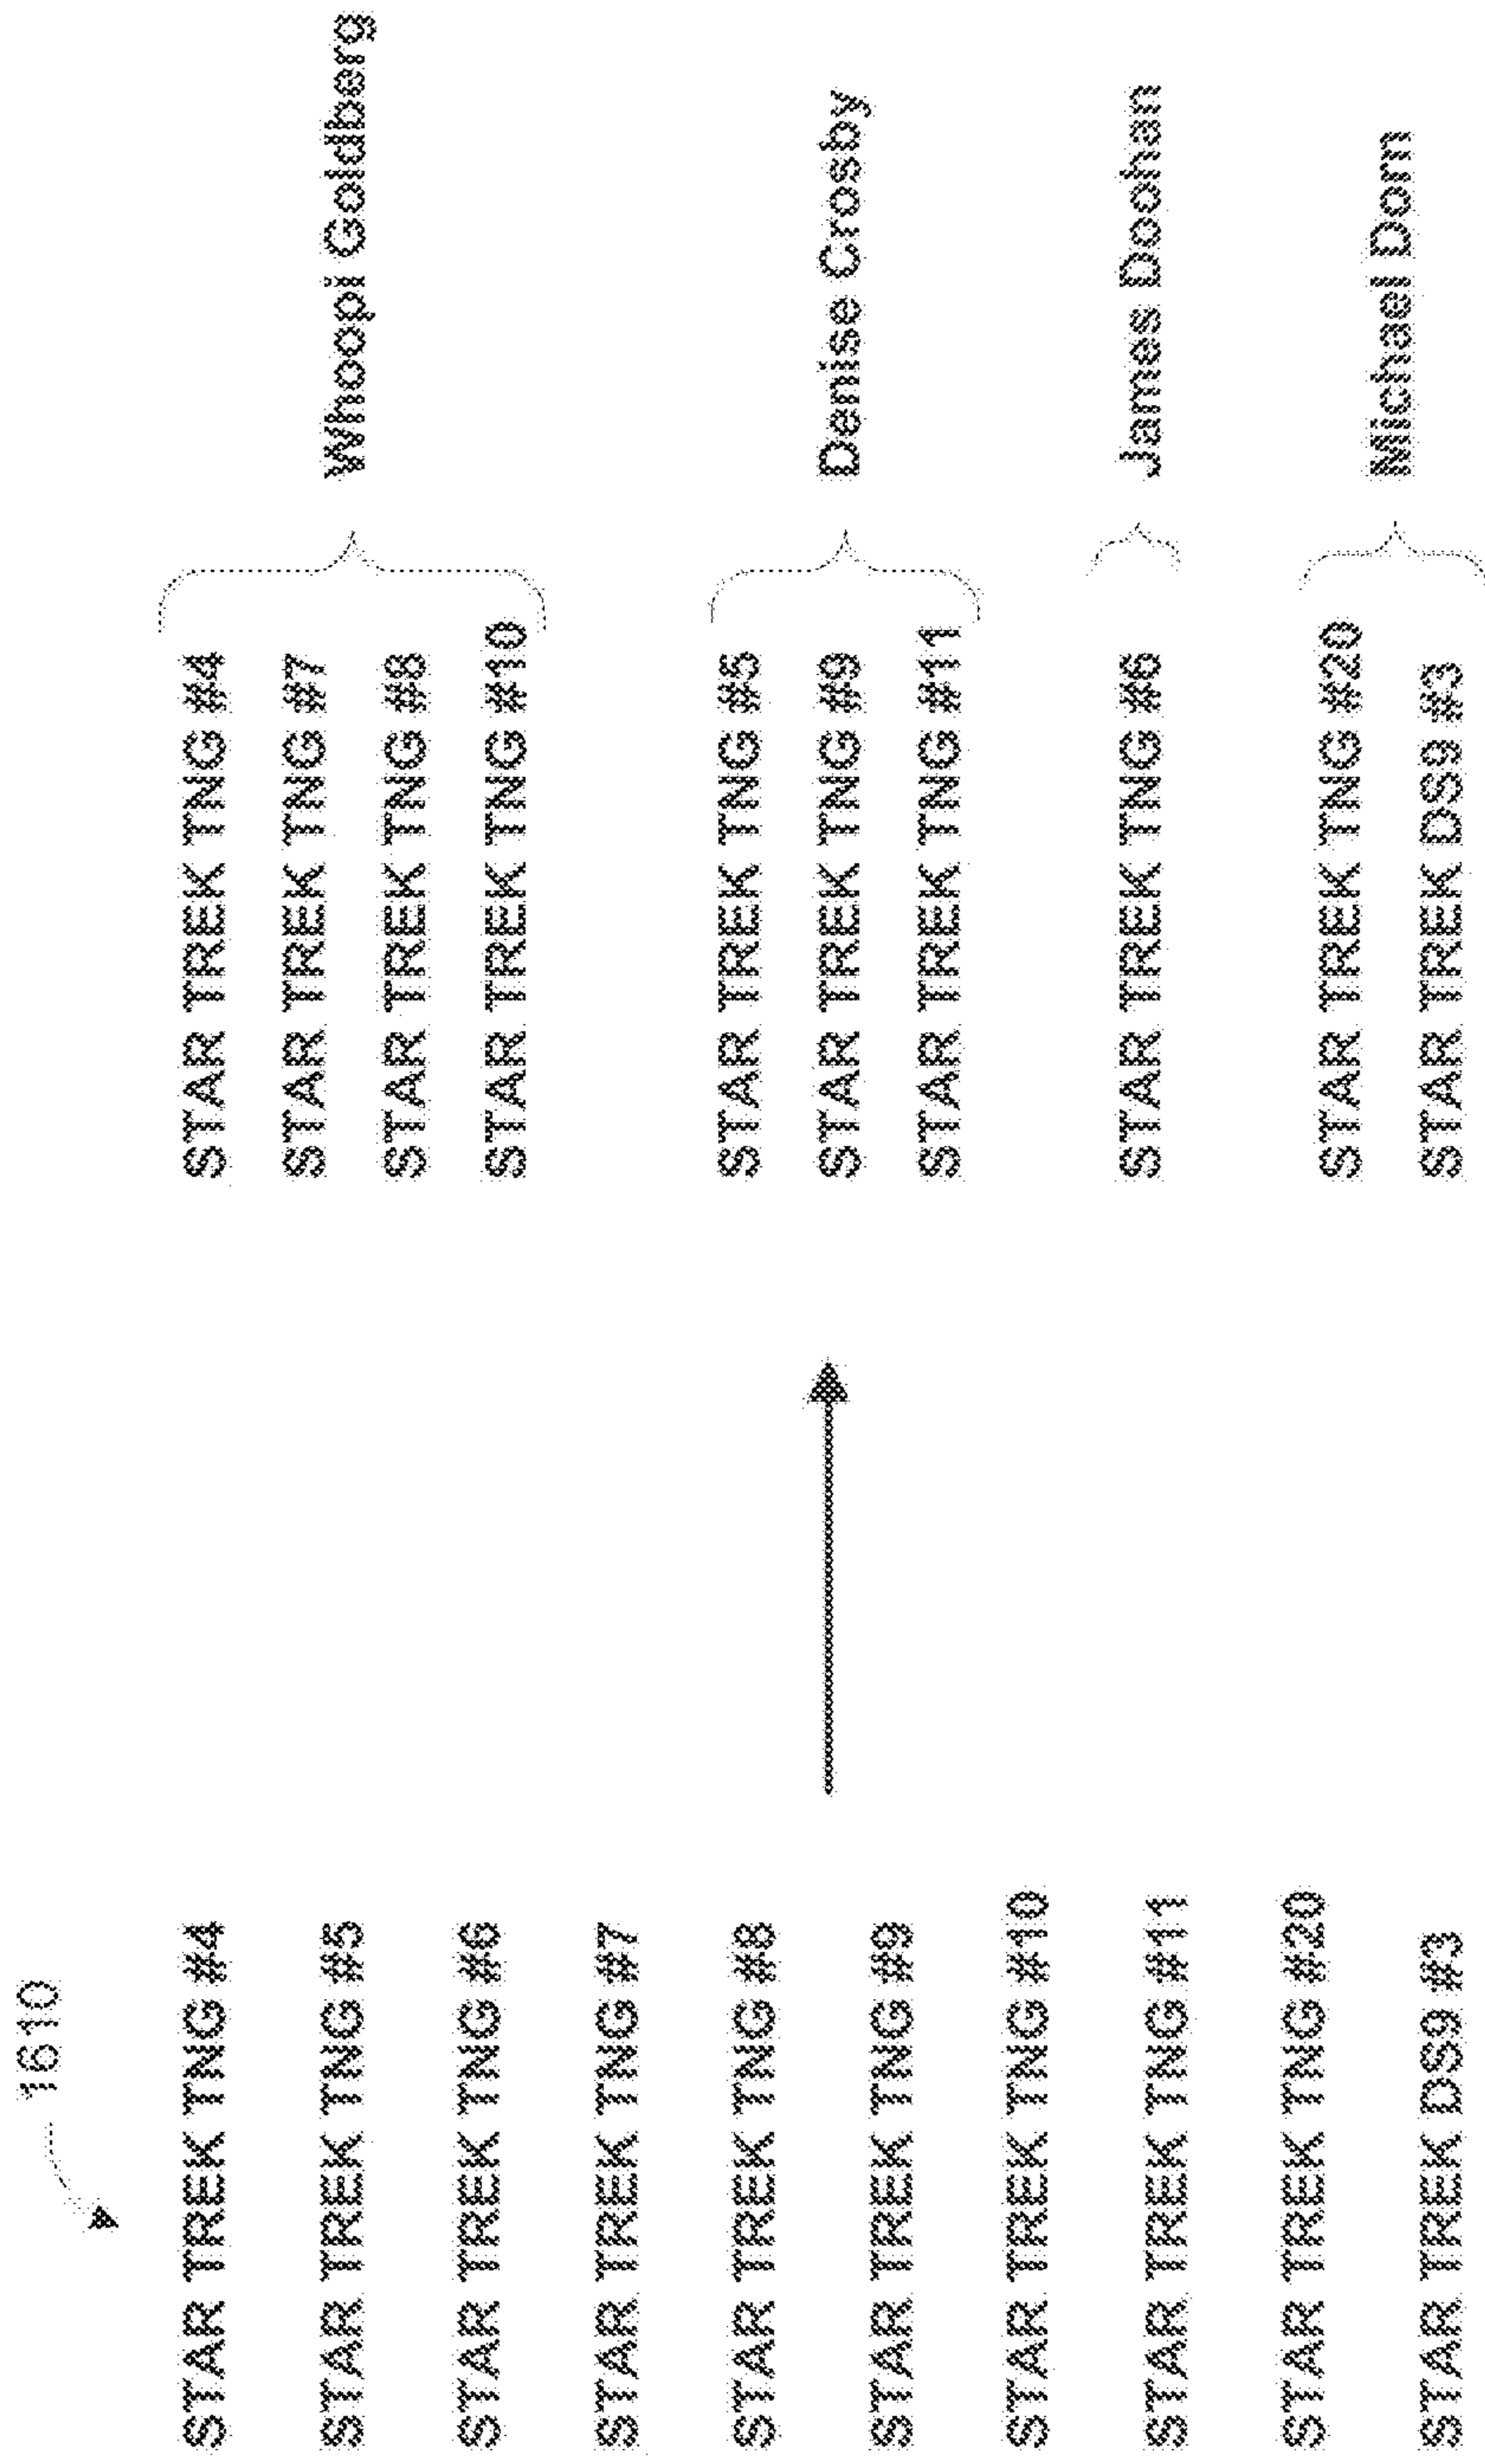 1610
STAR TREK TNG #4
STAR TREK TNG #5
STAR TREK TNG #6
STAR TREK TNG #7
STAR TREK TNG #8
STAR TREK TNG #9
STAR TREK TNG #10
STAR TREK TNG #11
STAR TREK TNG #20
STAR TREK DS9 #3
STAR TREK TNG #4
STAR TREK TNG #7
STAR TREK TNG #8
STAR TREK TNG #10
Whoopi Goldberg
STAR TREK TNG #5
STAR TREK TNG #9
STAR TREK TNG #11
Denise Crosby
STAR TREK TNG #6
James Doohan
STAR TREK TNG #20
STAR TREK DS9 #3
Michael Dorn